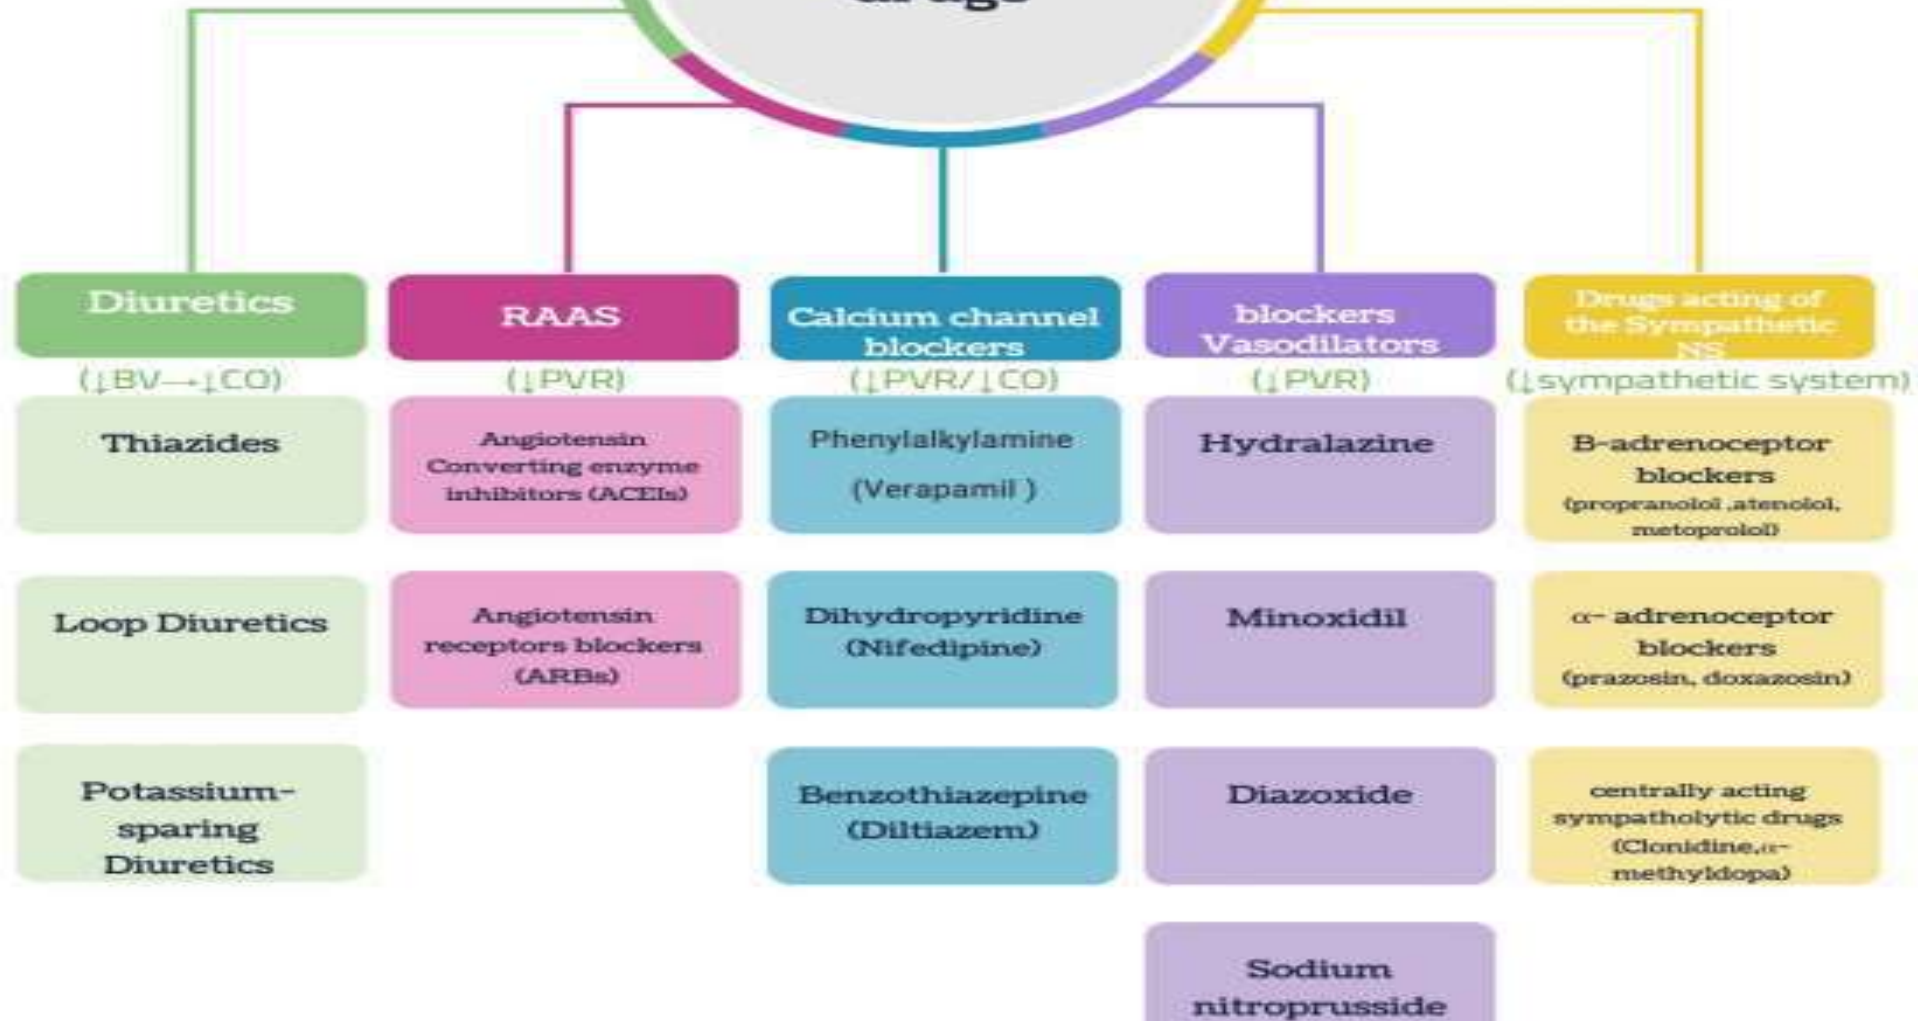 drugs
Diuretics
(↓BV→↓CO)
Thiazides
Loop Diuretics
Potassium-
sparing
Diuretics
RAAS
(↓PVR)
Angiotensin
Converting enzyme
inhibitors (ACEIs)
Angiotensin
receptors blockers
(ARBs)
Calcium channel
blockers
(↓PVR/↓CO)
Phenylalkylamine
(Verapamil )
Dihydropyridine
(Nifedipine)
Benzothiazepine
(Diltiazem)
blockers
Vasodilators
(↓PVR)
Hydralazine
Minoxidil
Diazoxide
Sodium
nitroprusside
Drugs acting of
the Sympathetic
NS
(↓sympathetic system)
B-adrenoceptor
blockers
(propranolol ,atenolol,
metoprolol)
α- adrenoceptor
blockers
(prazosin, doxazosin)
centrally acting
sympatholytic drugs
(Clonidine,α-
methyldopa)